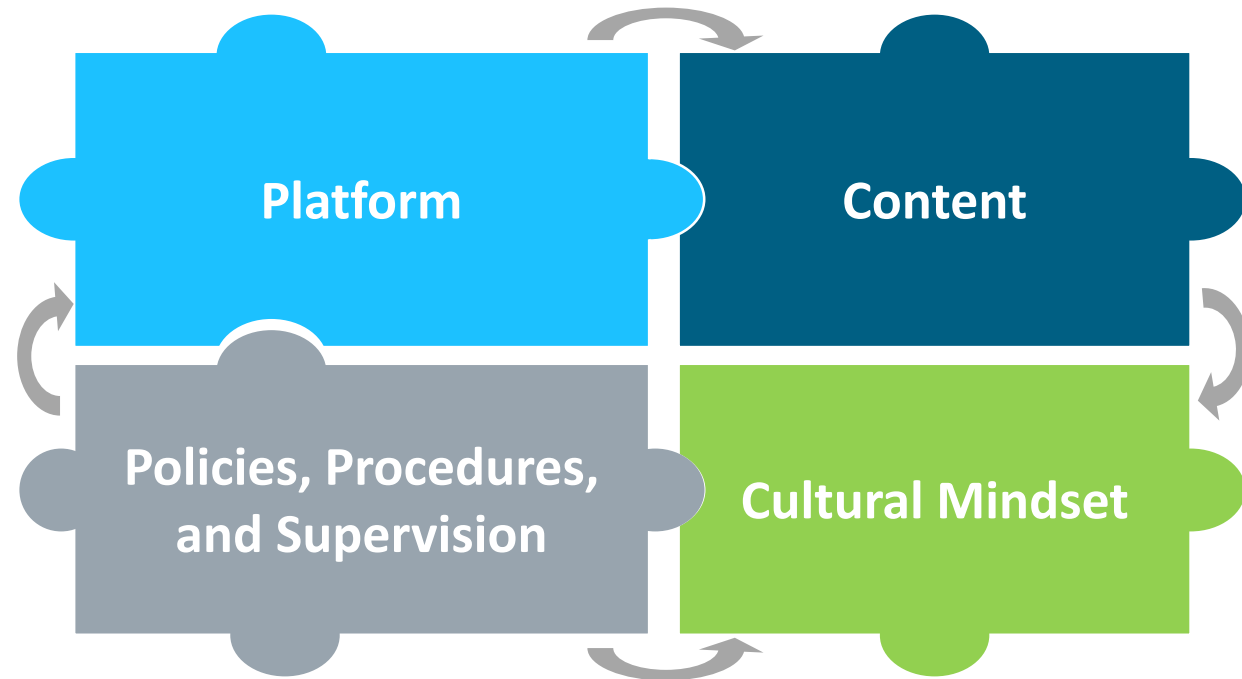 Platform
Content
Policies, Procedures,
and Supervision
Cultural Mindset